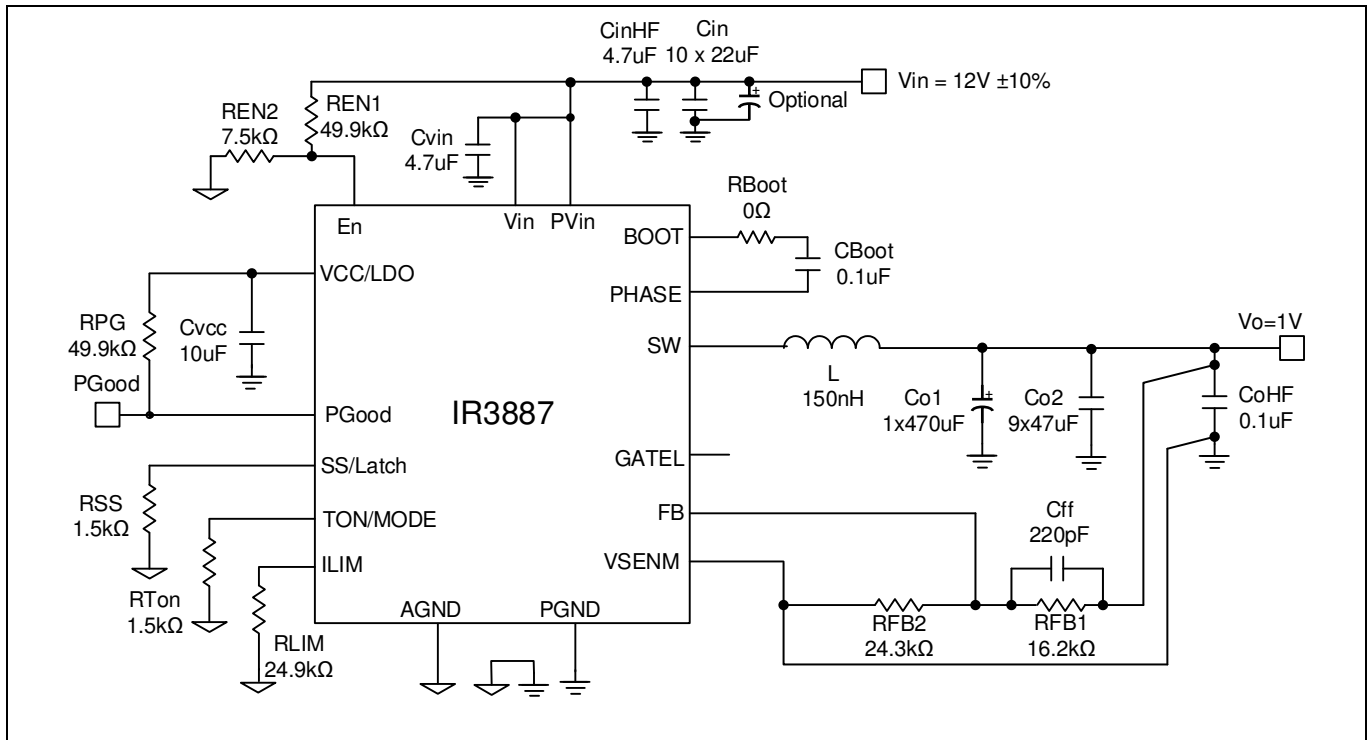 CinHF
4.7uF
Cin
10 x 22uF
Vin = 12V ±10%
Optional
REN1
49.9kΩ
REN2
7.5kΩ
Cvin
4.7uF
En
Vin
PVin
BOOT
RBoot
0Ω
CBoot
0.1uF
PHASE
VCC/LDO
RPG
49.9kΩ
Cvcc
10uF
SW
L
150nH
Vo=1V
Co1
1x470uF
Co2
9x47uF
CoHF
0.1uF
PGood
PGood
IR3887
GATEL
SS/Latch
RSS
1.5kΩ
TON/MODE
FB
Cff
220pF
ILIM
VSENM
RTon
1.5kΩ
RLIM
24.9kΩ
AGND
PGND
RFB2
24.3kΩ
RFB1
16.2kΩ
+
+